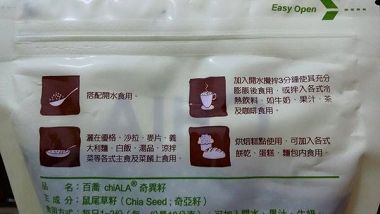 Easy Open
搭配開水食用。
加入開水攪拌3分鐘使其充分
膨脹後食用,或拌入各式冷
熱飲料,如牛奶、果汁、茶
及咖啡食用。
灑在優格、沙拉、麥片、義
大利麵、白飯、湯品、涼拌
菜等各式主食及菜餚上食用。
烘焙糕點使用,可加入各式
餅乾、蛋糕、麵包內食用。
品 名:百喬 chiALA® 奇異籽
主 成 分:鼠尾草籽(Chia Seed;奇亞籽)